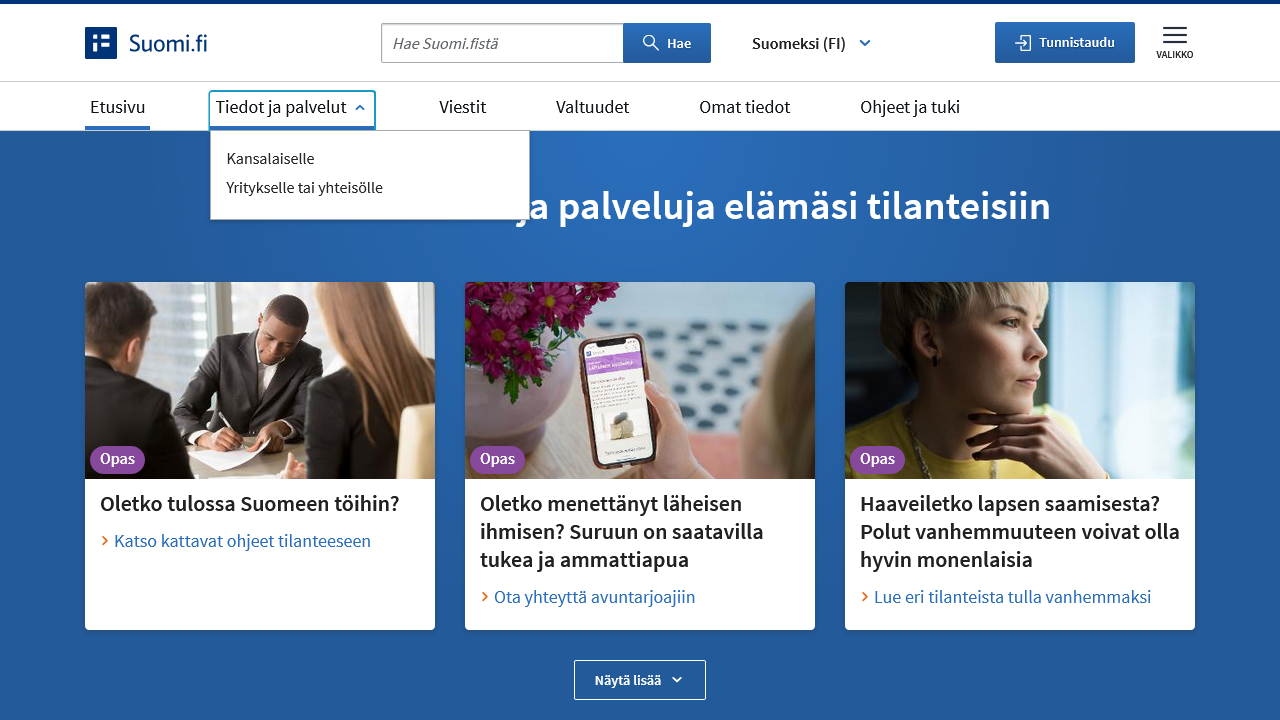 Suomi.fi
Hae Suomi.fistä
Hae
Suomeksi (FI)
Tunnistaudu
VALIKKO
Etusivu
Tiedot ja palvelut
Viestit
Valtuudet
Omat tiedot
Ohjeet ja tuki
Kansalaiselle
Yritykselle tai yhteisölle
ja palveluja elämäsi tilanteisiin
Opas
Oletko tulossa Suomeen töihin?
Katso kattavat ohjeet tilanteeseen
Opas
Oletko menettänyt läheisen
ihmisen? Suruun on saatavilla
tukea ja ammattiapua
Ota yhteyttä avuntarjoajiin
Opas
Haaveiletko lapsen saamisesta?
Polut vanhemmuuteen voivat olla
hyvin monenlaisia
Lue eri tilanteista tulla vanhemmaksi
Näytä lisää